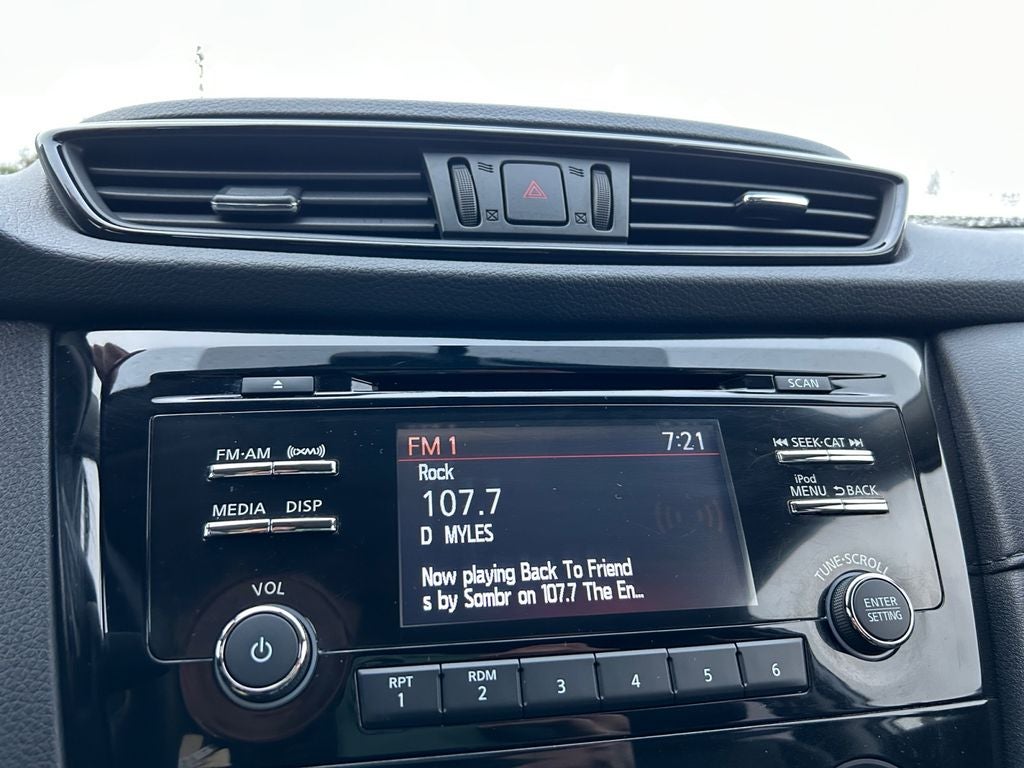 SCAN
FM·AM
((XM))
MEDIA
DISP
FM 1
7:21
Rock
107.7
D MYLES
Now playing Back To Friend
s by Sombr on 107.7 The En...
SEEK·CAT
iPod
MENU
BACK
TUNE·SCROLL
ENTER
SETTING
VOL
RPT
1
RDM
2
3
4
5
6